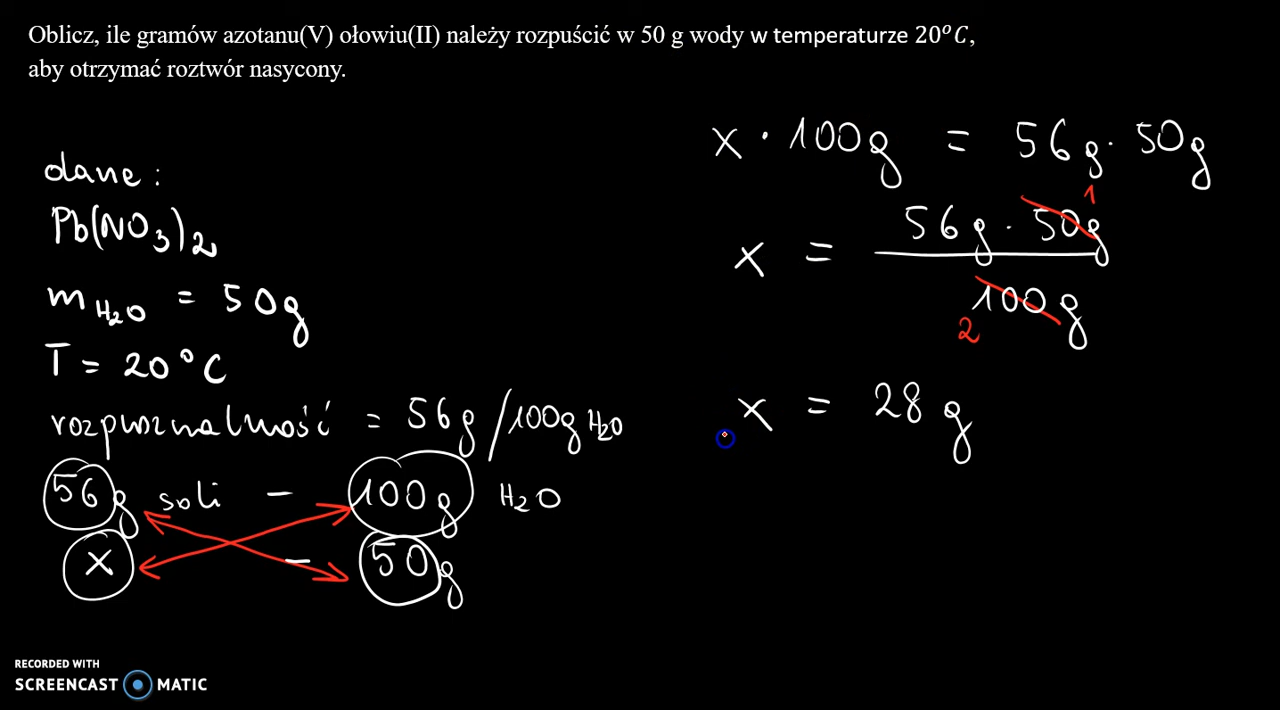 Oblicz, ile gramów azotanu(V) ołowiu(II) należy rozpuścić w 50 g wody w temperaturze 20°C,
aby otrzymać roztwór nasycony.
dane:
Pb(NO₃)₂
m H₂O = 50g
T = 20°C
rozpuszczalność = 56g/100g H₂O
56g soli - 100g H₂O
x - 50g
x · 100g = 56g · 50g
1
x = 56g · 50g / 100g
2
x = 28g
RECORDED WITH
SCREENCAST MATIC